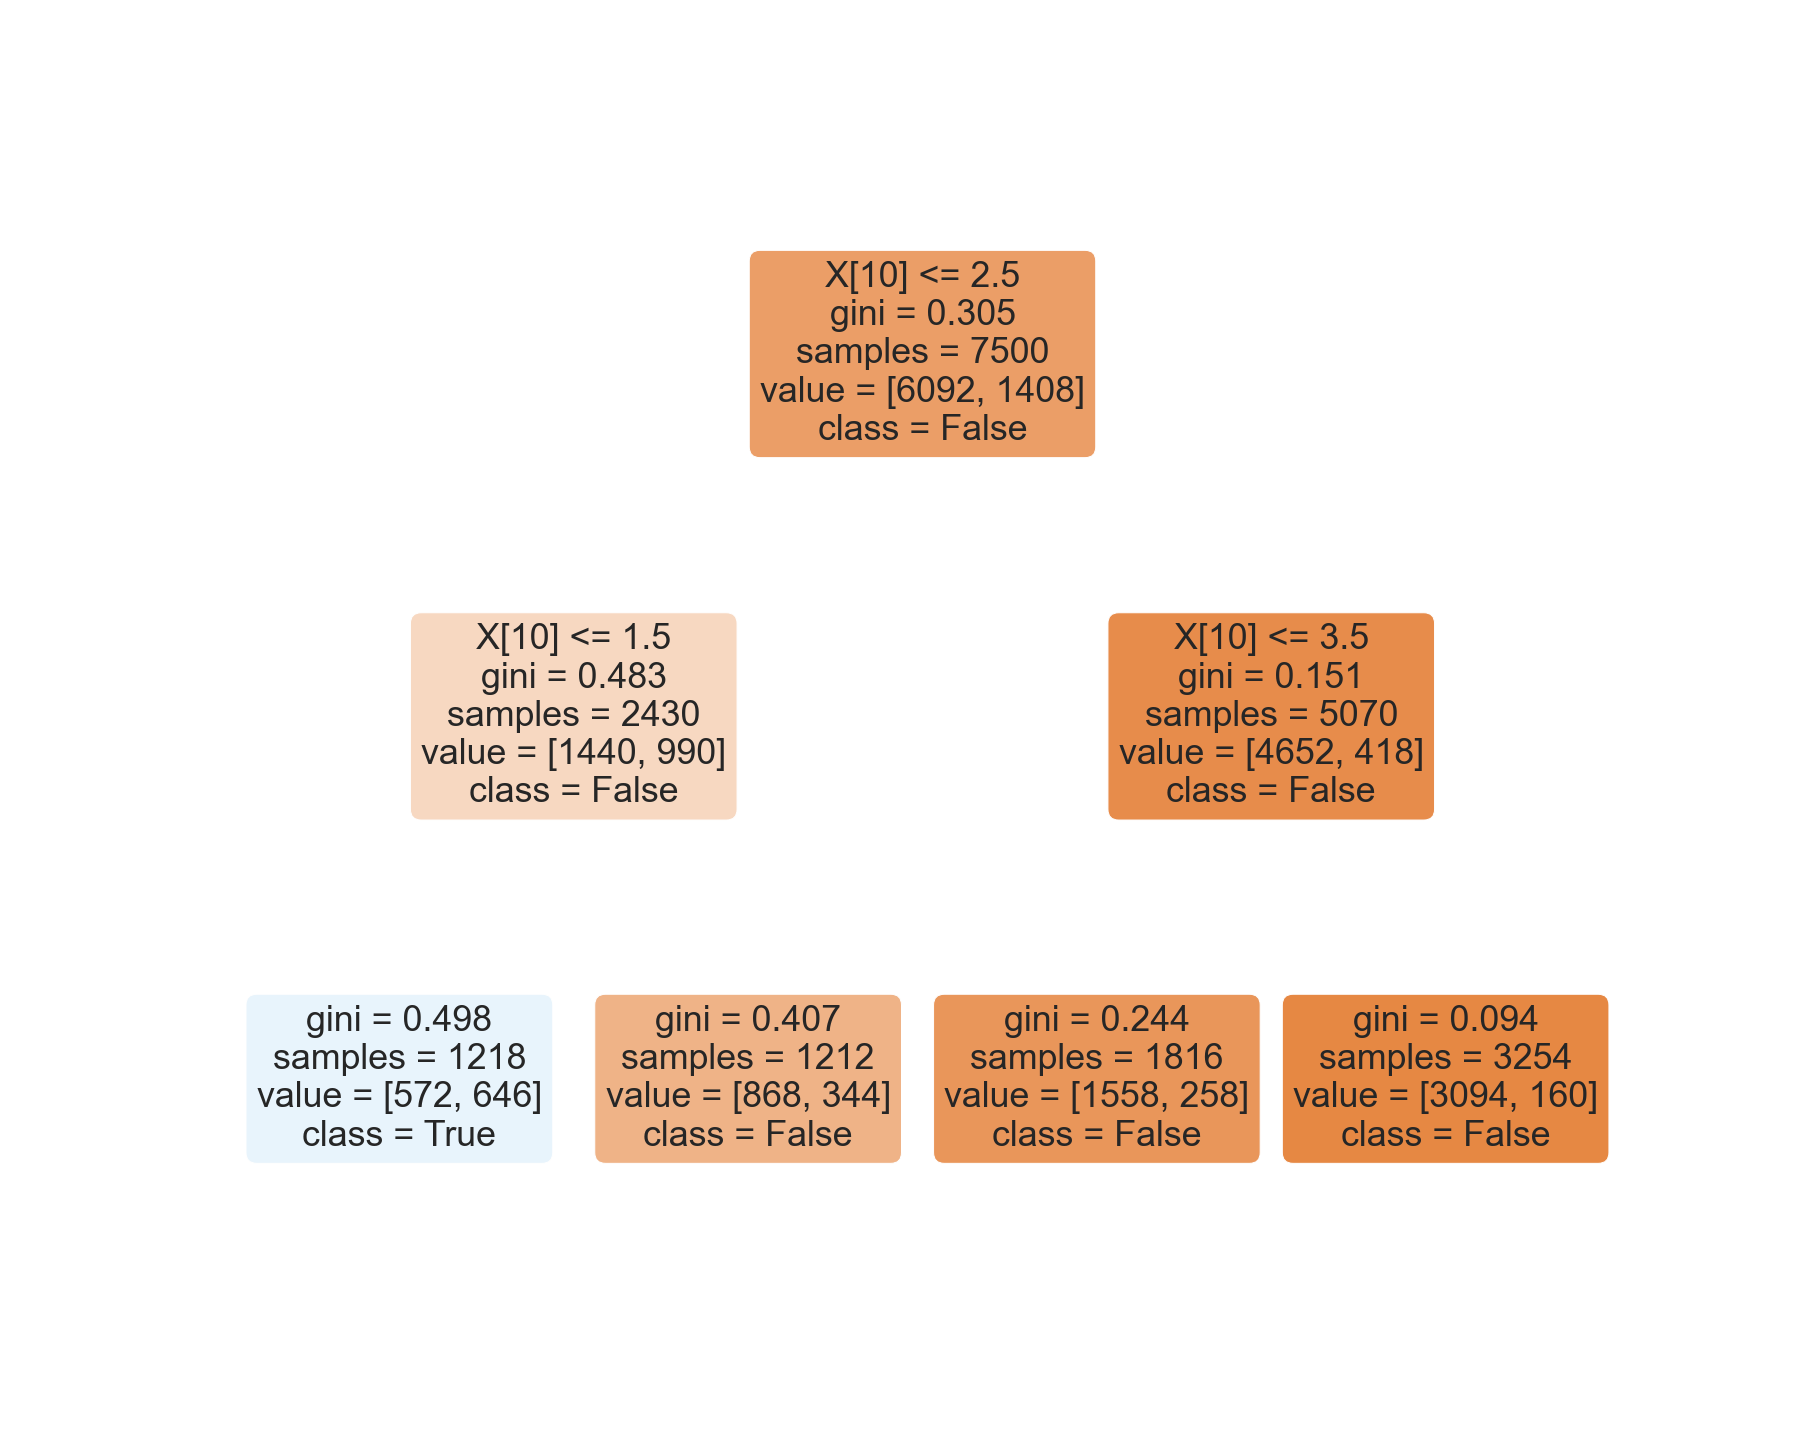 X[10] <= 2.5
gini = 0.305
samples = 7500
value = [6092, 1408]
class = False
X[10] <= 1.5
gini = 0.483
samples = 2430
value = [1440, 990]
class = False
X[10] <= 3.5
gini = 0.151
samples = 5070
value = [4652, 418]
class = False
gini = 0.498
samples = 1218
value = [572, 646]
class = True
gini = 0.407
samples = 1212
value = [868, 344]
class = False
gini = 0.244
samples = 1816
value = [1558, 258]
class = False
gini = 0.094
samples = 3254
value = [3094, 160]
class = False